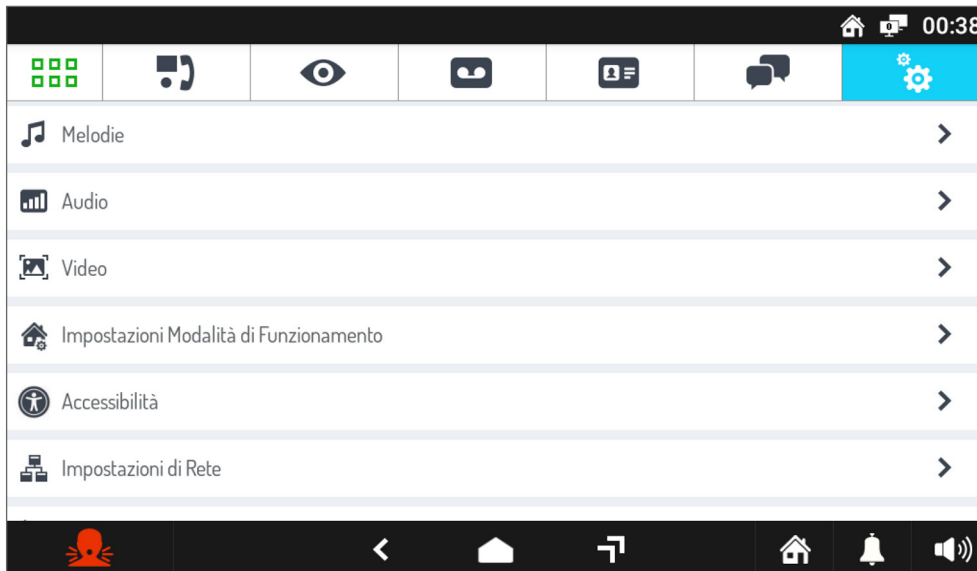 00:38
Melodie
Audio
Video
Impostazioni Modalità di Funzionamento
Accessibilità
Impostazioni di Rete